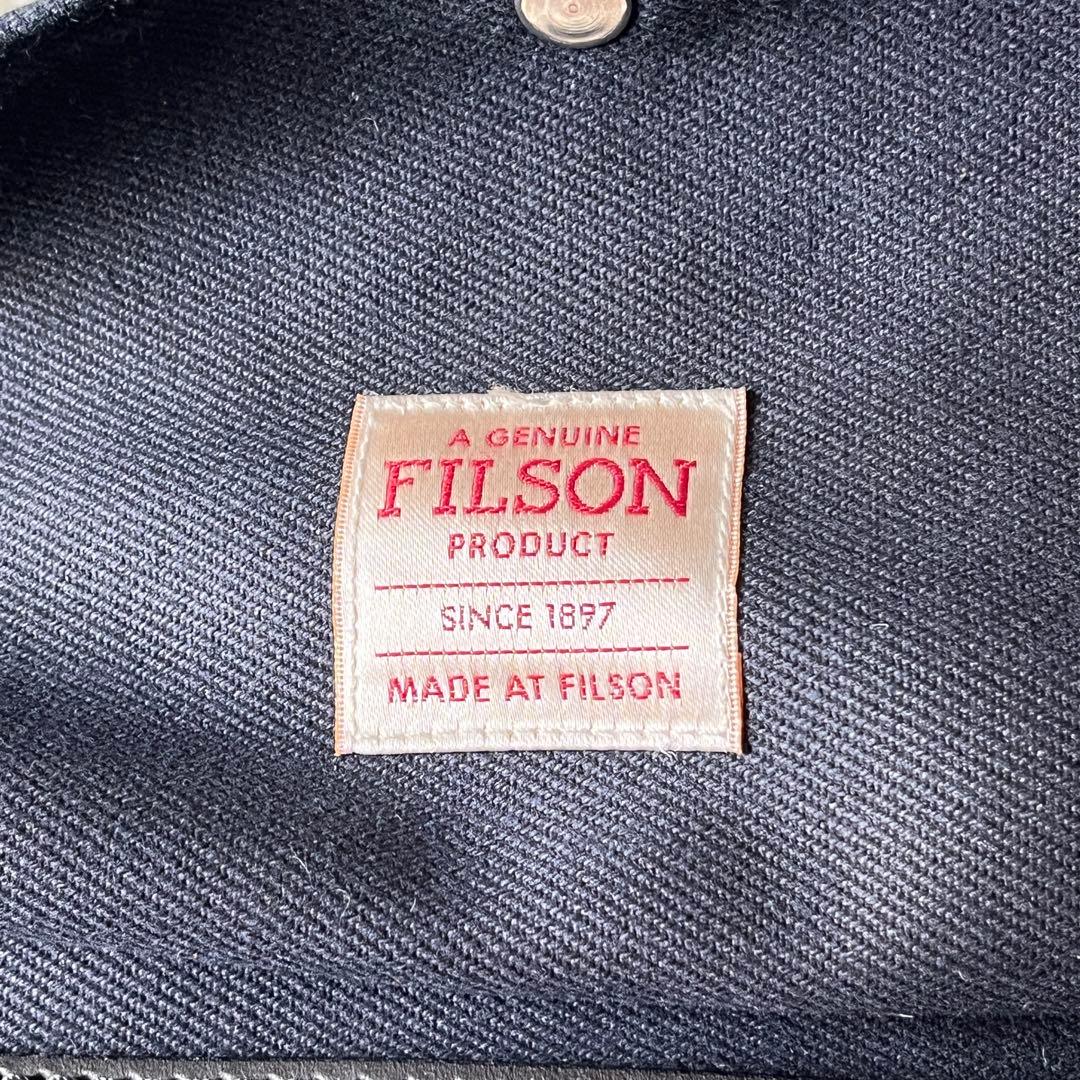 A GENUINE
FILSON
PRODUCT
SINCE 1897
MADE AT FILSON